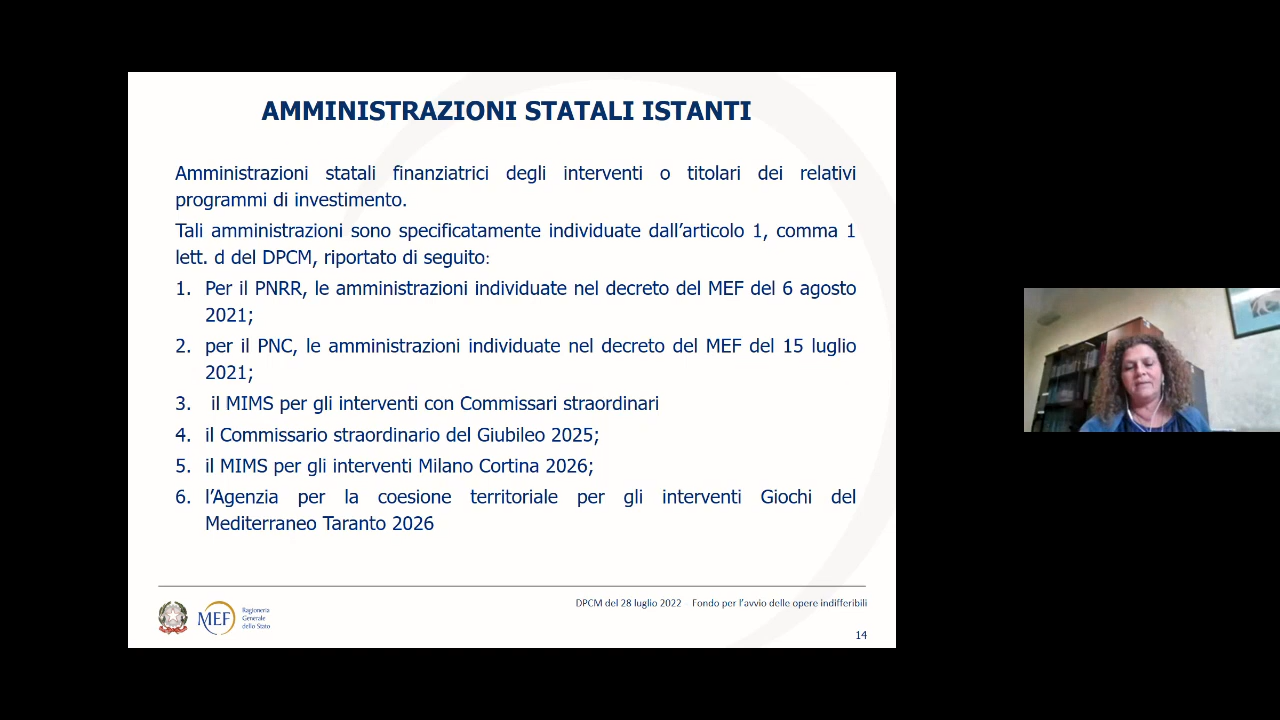 AMMINISTRAZIONI STATALI ISTANTI
Amministrazioni statali finanziatrici degli interventi o titolari dei relativi
programmi di investimento.
Tali amministrazioni sono specificatamente individuate dall’articolo 1, comma 1
lett. d del DPCM, riportato di seguito:
1. Per il PNRR, le amministrazioni individuate nel decreto del MEF del 6 agosto
2021;
2. per il PNC, le amministrazioni individuate nel decreto del MEF del 15 luglio
2021;
3. il MIMS per gli interventi con Commissari straordinari
4. il Commissario straordinario del Giubileo 2025;
5. il MIMS per gli interventi Milano Cortina 2026;
6. l’Agenzia per la coesione territoriale per gli interventi Giochi del
Mediterraneo Taranto 2026
MEF
Ragioneria
Generale
dello Stato
DPCM del 28 luglio 2022 Fondo per l’avvio delle opere indifferibili
14